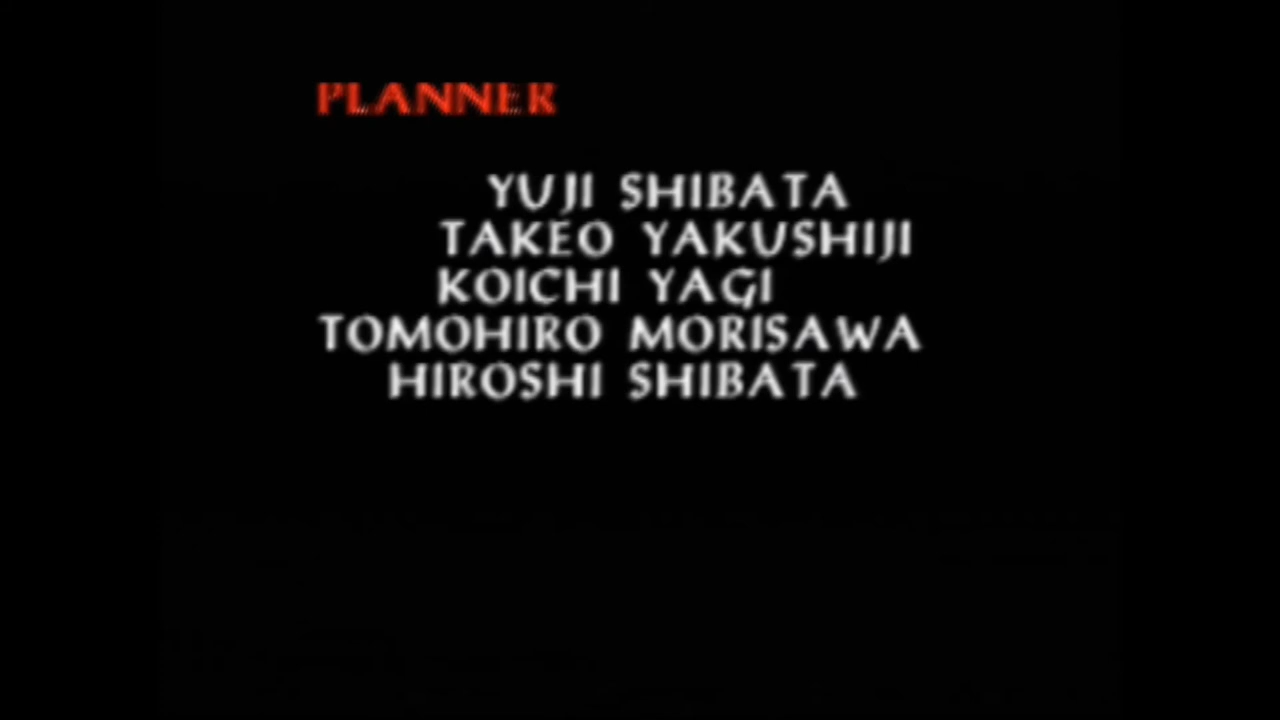 PLANNER
YUJI SHIBATA
TAKEO YAKUSHIJI
KOICHI YAGI
TOMOHIRO MORISAWA
HIROSHI SHIBATA